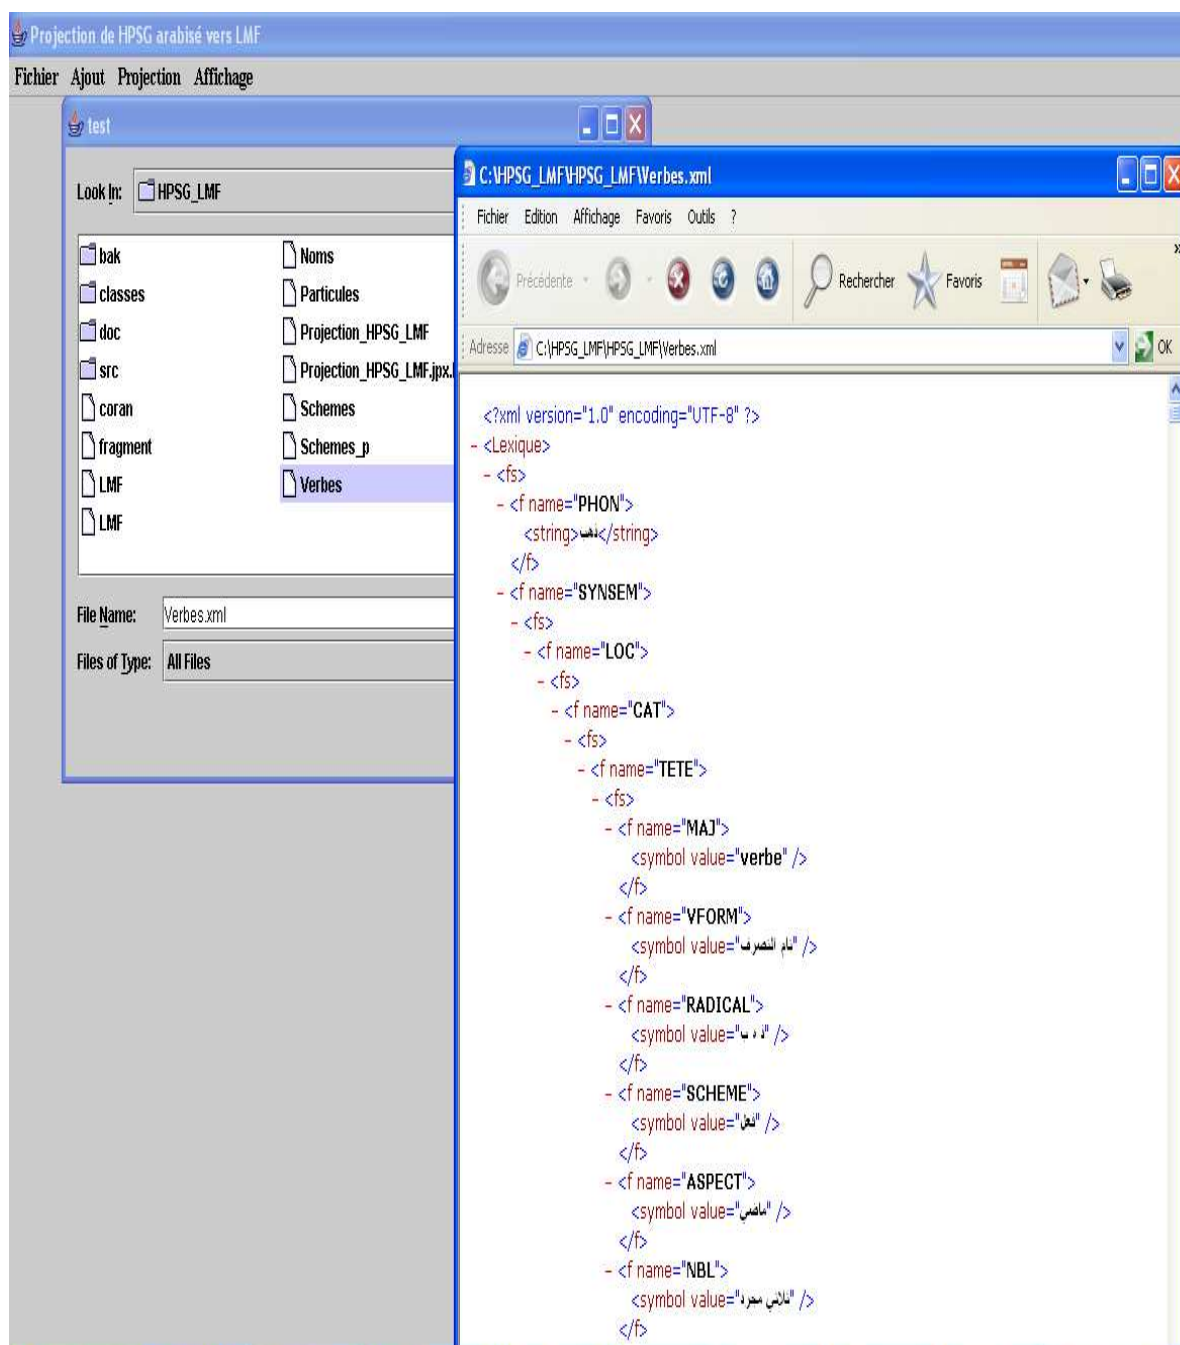 Projection de HPSG arabisé vers LMF
Fichier Ajout Projection Affichage
test
Look In: HPSG_LMF
bak
classes
doc
src
coran
fragment
LMF
LMF
Noms
Particules
Projection_HPSG_LMF
Projection_HPSG_LMF.jpx.l
Schemes
Schemes_p
Verbes
File Name: Verbes.xml
Files of Type: All Files
C:\HPSG_LMF\HPSG_LMF\Verbes.xml
Fichier Edition Affichage Favoris Outils ?
Précédente Rechercher Favoris »
Adresse C:\HPSG_LMF\HPSG_LMF\Verbes.xml OK
<?xml version="1.0" encoding="UTF-8" ?>
- <Lexique>
- <fs>
- <f name="PHON">
<string>ذهب</string>
</f>
- <f name="SYNSEM">
- <fs>
- <f name="LOC">
- <fs>
- <f name="CAT">
- <fs>
- <f name="TETE">
- <fs>
- <f name="MAJ">
<symbol value="verbe" />
</f>
- <f name="VFORM">
<symbol value="تام التصرف" />
</f>
- <f name="RADICAL">
<symbol value="ذ ه ب" />
</f>
- <f name="SCHEME">
<symbol value="فعل" />
</f>
- <f name="ASPECT">
<symbol value="ماضي" />
</f>
- <f name="NBL">
<symbol value="ثلاثي مجرد" />
</f>